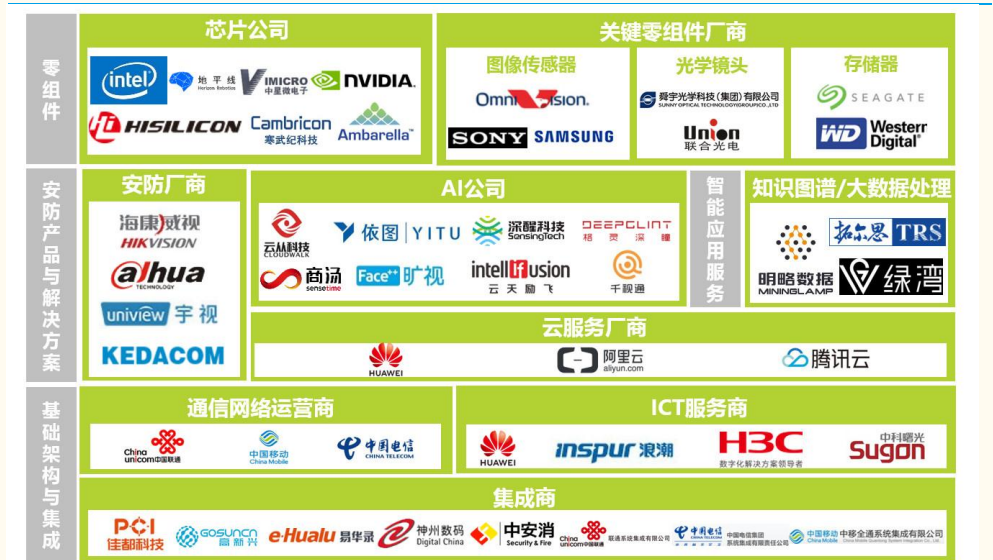 零组件
芯片公司
intel
地平线
Horizon Robotics
VIMICRO
中星微电子
NVIDIA.
HISILICON
Cambricon
寒武纪科技
Ambarella
关键零组件厂商
图像传感器
OmniVision.
SONY
SAMSUNG
光学镜头
舜宇光学科技(集团)有限公司
SUNNY OPTICAL TECHNOLOGY(GROUP)CO.,LTD
Union
联合光电
存储器
SEAGATE
WD
Western
Digital
安防产品与解决方案
安防厂商
海康威视
HIKVISION
alhua
TECHNOLOGY
uniview 宇视
KEDACOM
AI公司
云从科技
CLOUDWALK
依图 | YITU
深醒科技
SensingTech
DEEPGLINT
格灵深瞳
商汤
sensetime
Face++ 旷视
intellifusion
云天励飞
千视通
智能应用服务
知识图谱/大数据处理
明略数据
MININGLAMP
拓尔思 TRS
绿湾
云服务厂商
HUAWEI
阿里云
aliyun.com
腾讯云
基础架构与集成
通信网络运营商
China
unicom中国联通
中国移动
China Mobile
中国电信
CHINA TELECOM
ICT服务商
HUAWEI
inspur 浪潮
H3C
数字化解决方案领导者
中科曙光
Sugon
集成商
PCI
佳都科技
GOSUNCN
高新兴
e-Hualu 易华录
神州数码
Digital China
中安消
Security & Fire
China
unicom中国联通
联通系统集成有限公司
中国电信
中国电信集团
系统集成有限责任公司
中国移动
China Mobile
中移全通系统集成有限公司